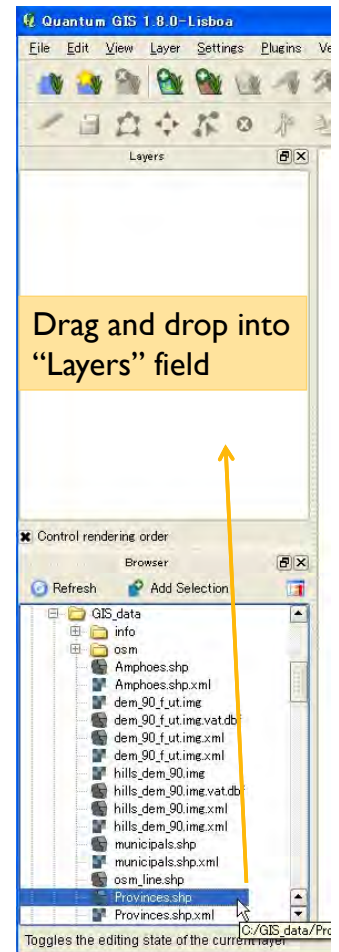 Quantum GIS 1.8.0-Lisboa
File Edit View Layer Settings Plugins
Layers
Drag and drop into
“Layers” field
Control rendering order
Browser
Refresh Add Selection
GIS_data
info
osm
Amphoes.shp
Amphoes.shp.xml
dem_90_f_ut.img
dem_90_f_ut.img.vat.dbf
dem_90_f_ut.img.xml
dem_90_f_ut.xml
hills_dem_90.img
hills_dem_90.img.vat.dbf
hills_dem_90.img.xml
hills_dem_90.xml
municipals.shp
municipals.shp.xml
osm_line.shp
Provinces.shp
Provinces.shp.xml
C:/GIS_data/Pro
Toggles the editing state of the current layer